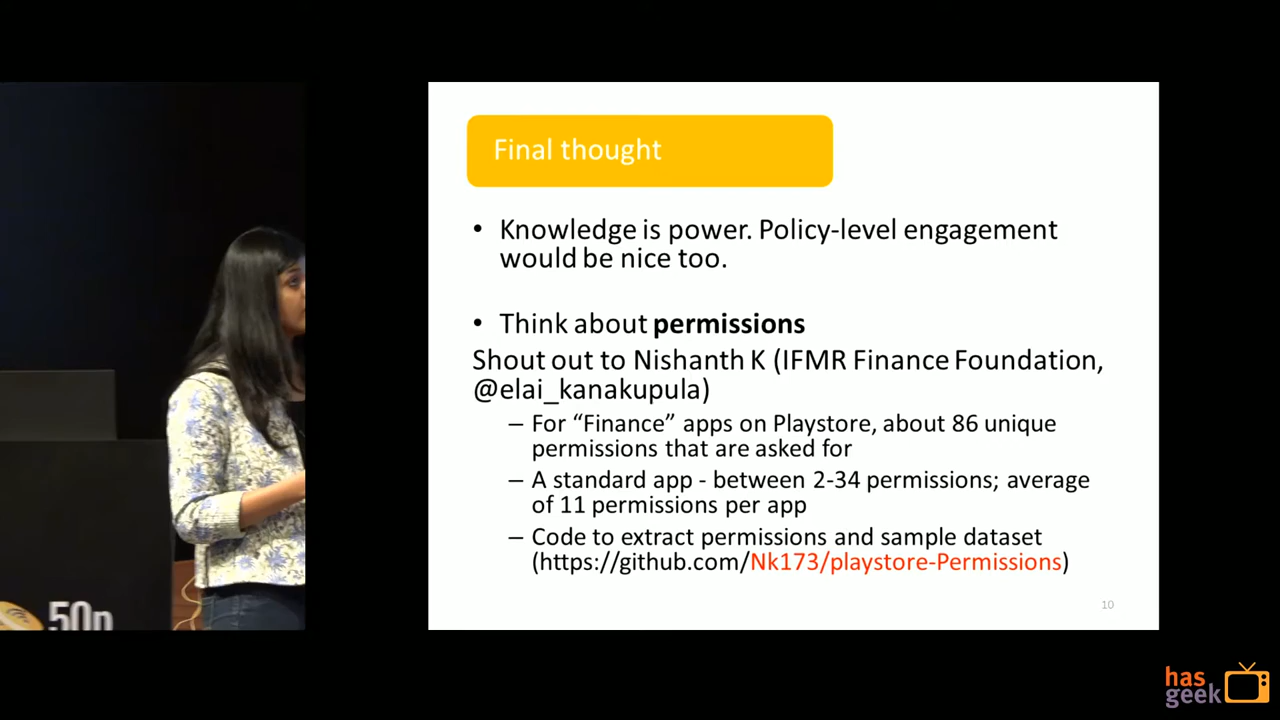 Final thought
• Knowledge is power. Policy-level engagement
would be nice too.
• Think about permissions
Shout out to Nishanth K (IFMR Finance Foundation,
@elai_kanakupula)
– For “Finance” apps on Playstore, about 86 unique
permissions that are asked for
– A standard app - between 2-34 permissions; average
of 11 permissions per app
– Code to extract permissions and sample dataset
(https://github.com/Nk173/playstore-Permissions)
10
50p
has
geek